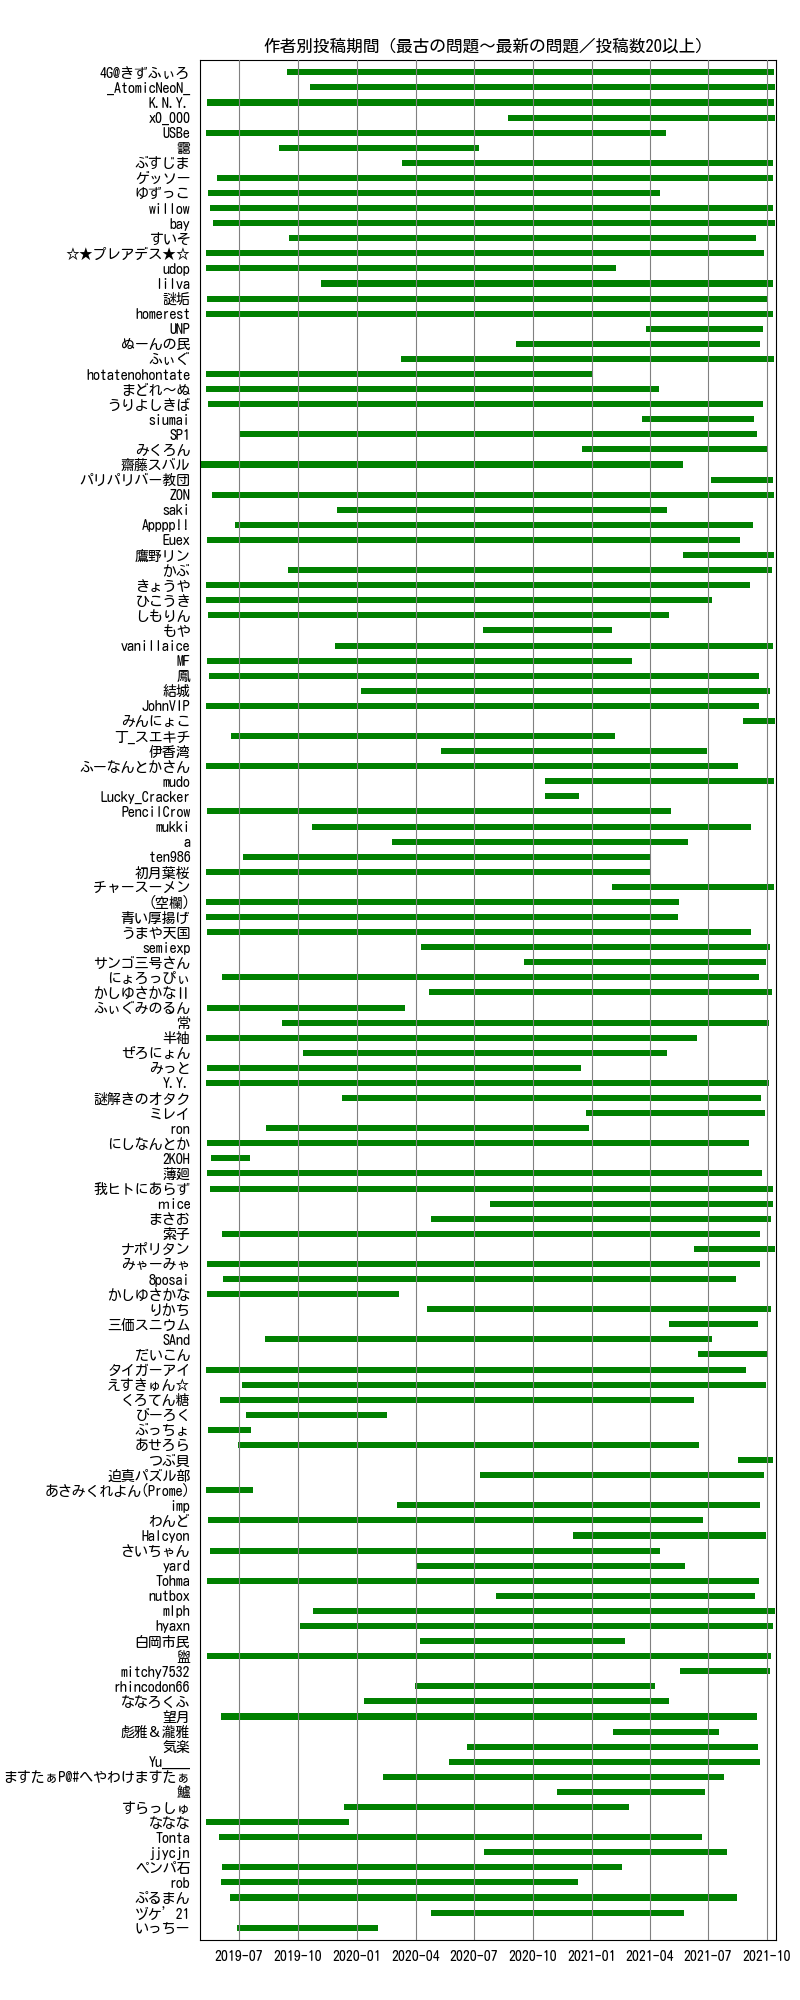 作者別投稿期間（最古の問題～最新の問題／投稿数20以上）
4G@きずふぃろ
_AtomicNeoN_
K.N.Y.
xO_OOO
USBe
靄
ぶすじま
ゲッソー
ゆずっこ
willow
bay
すいそ
☆★プレアデス★☆
udop
lilva
謎垢
homerest
UNP
ぬーんの民
ふぃぐ
hotatenohontate
まどれ～ぬ
うりよしきば
siumai
SP1
みくろん
齋藤スバル
パリパリバー教団
ZON
saki
Appppll
Euex
鷹野リン
かぶ
きょうや
ひこうき
しもりん
もや
vanillaice
MF
鳳
結城
JohnVIP
みんにょこ
丁_スエキチ
伊香湾
ふーなんとかさん
mudo
Lucky_Cracker
PencilCrow
mukki
a
ten986
初月葉桜
チャースーメン
(空欄)
青い厚揚げ
うまや天国
semiexp
サンゴ三号さん
にょろっぴぃ
かしゆさかなⅡ
ふぃぐみのるん
常
半袖
ぜろにょん
みっと
Y.Y.
謎解きのオタク
ミレイ
ron
にしなんとか
2KOH
薄廻
我ヒトにあらず
mice
まさお
索子
ナポリタン
みゃーみゃ
8posai
かしゆさかな
りかち
三価スニウム
SAnd
だいこん
タイガーアイ
えすきゅん☆
くろてん糖
びーろく
ぶっちょ
あせろら
つぶ貝
迫真パズル部
あさみくれよん(Prome)
imp
わんど
Halcyon
さいちゃん
yard
Tohma
nutbox
mlph
hyaxn
白岡市民
盥
mitchy7532
rhincodon66
ななろくふ
望月
彪雅＆瀧雅
気楽
Yu____
ますたぁP@#へやわけますたぁ
鱸
すらっしゅ
ななな
Tonta
jjycjn
ペンパ石
rob
ぷるまん
ヅケ’21
いっちー
2019-07 2019-10 2020-01 2020-04 2020-07 2020-10 2021-01 2021-04 2021-07 2021-10